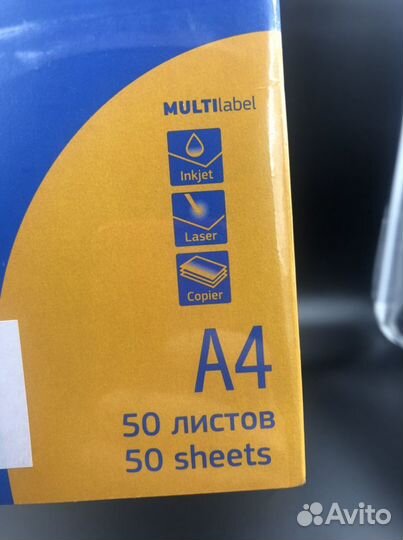 MULTIlabel
Inkjet
Laser
Copier
A4
50 листов
50 sheets
Avito